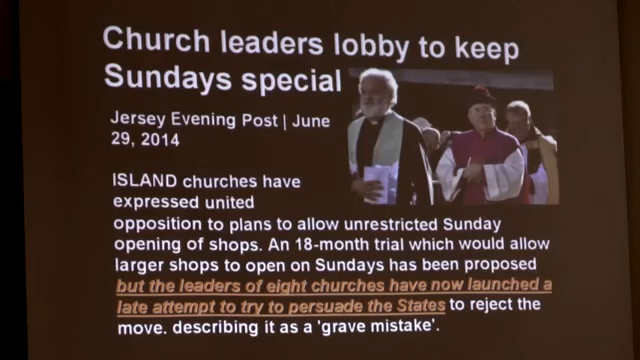 Church leaders lobby to keep
Sundays special
Jersey Evening Post | June
29, 2014
ISLAND churches have
expressed united
opposition to plans to allow unrestricted Sunday
opening of shops. An 18-month trial which would allow
larger shops to open on Sundays has been proposed
but the leaders of eight churches have now launched a
late attempt to try to persuade the States to reject the
move. describing it as a 'grave mistake'.